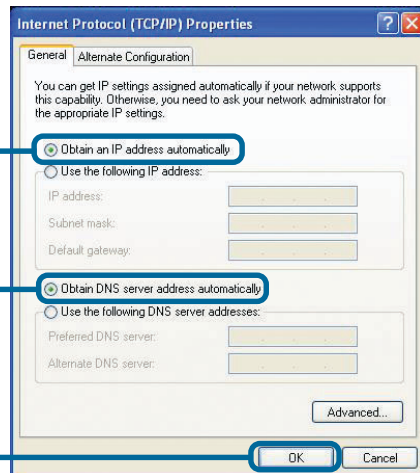 Internet Protocol (TCP/IP) Properties
General
Alternate Configuration
You can get IP settings assigned automatically if your network supports
this capability. Otherwise, you need to ask your network administrator for
the appropriate IP settings.
Obtain an IP address automatically
Use the following IP address:
IP address:
Subnet mask:
Default gateway:
Obtain DNS server address automatically
Use the following DNS server addresses:
Preferred DNS server:
Alternate DNS server:
Advanced...
OK
Cancel